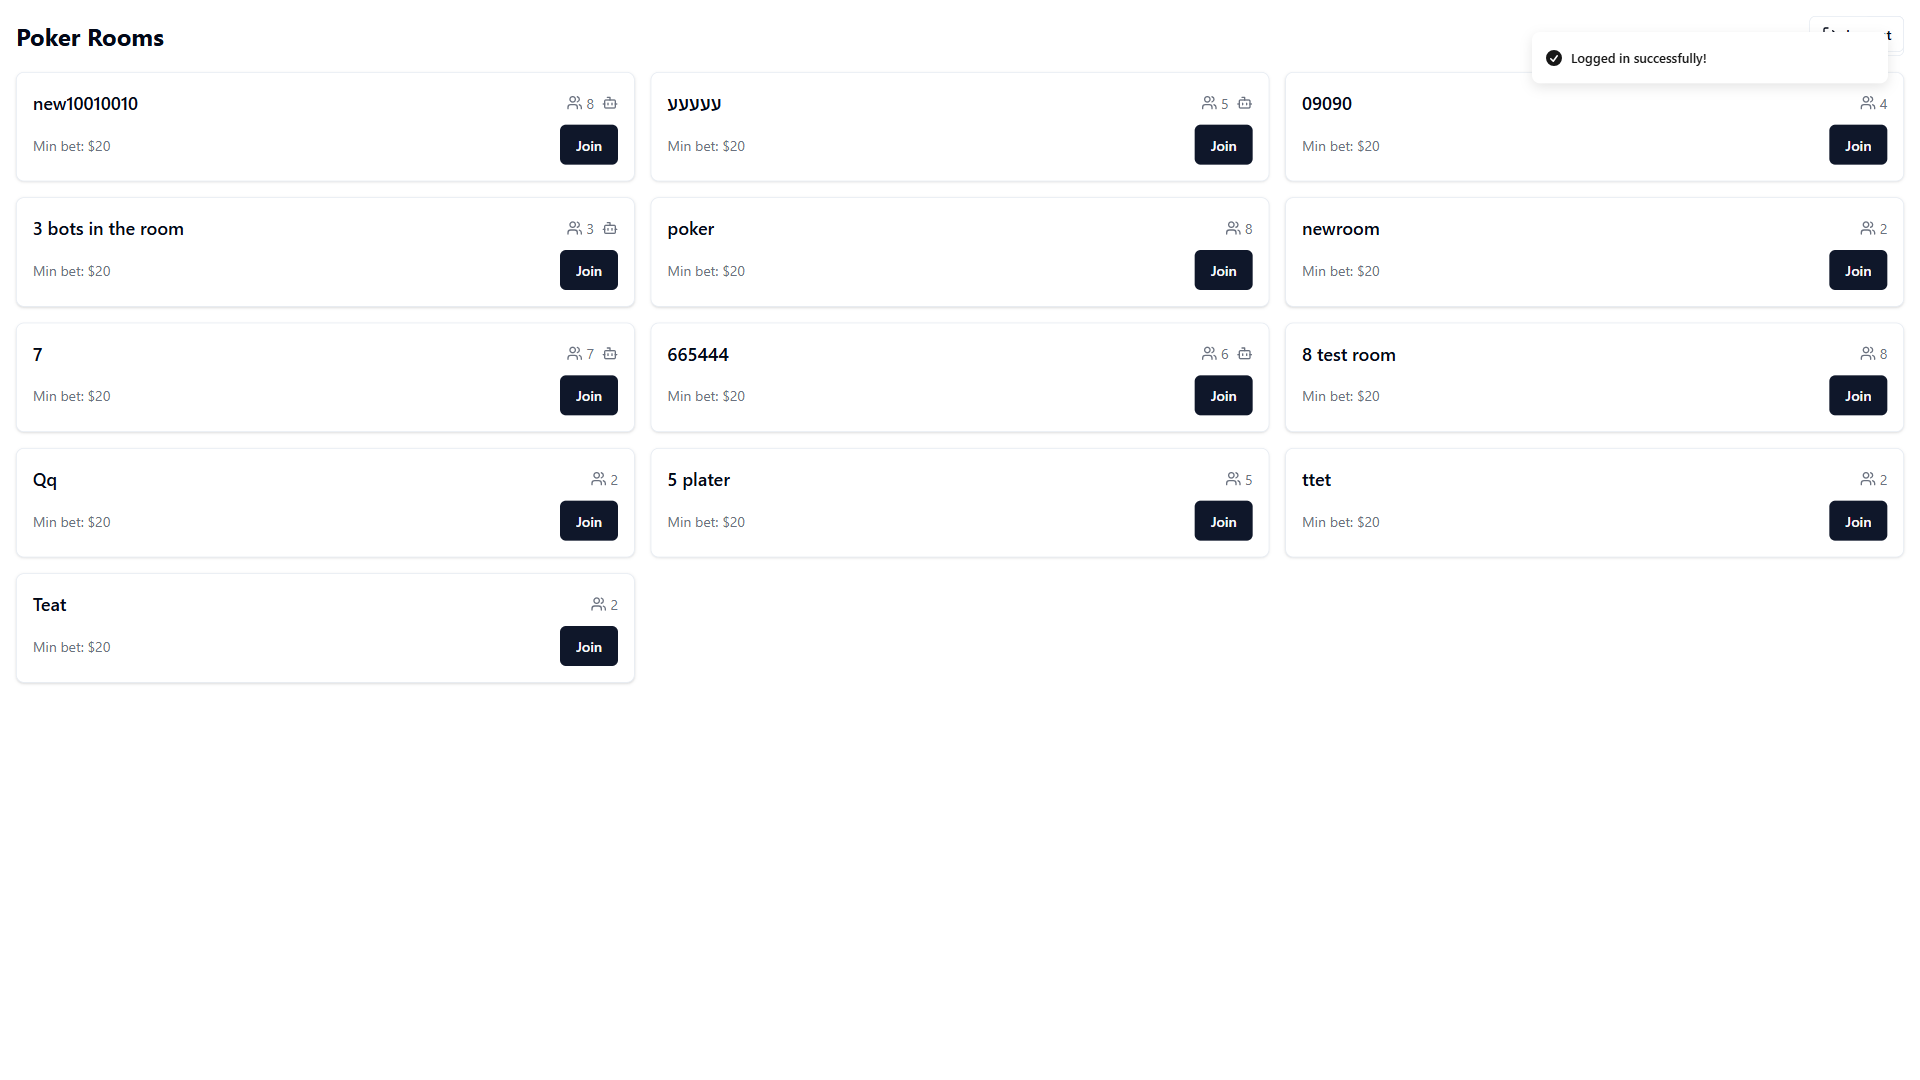 Poker Rooms
Logged in successfully!
new10010010
8
Min bet: $20
Join
עעעעע
5
Min bet: $20
Join
09090
4
Min bet: $20
Join
3 bots in the room
3
Min bet: $20
Join
poker
8
Min bet: $20
Join
newroom
2
Min bet: $20
Join
7
7
Min bet: $20
Join
665444
6
Min bet: $20
Join
8 test room
8
Min bet: $20
Join
Qq
2
Min bet: $20
Join
5 plater
5
Min bet: $20
Join
ttet
2
Min bet: $20
Join
Teat
2
Min bet: $20
Join